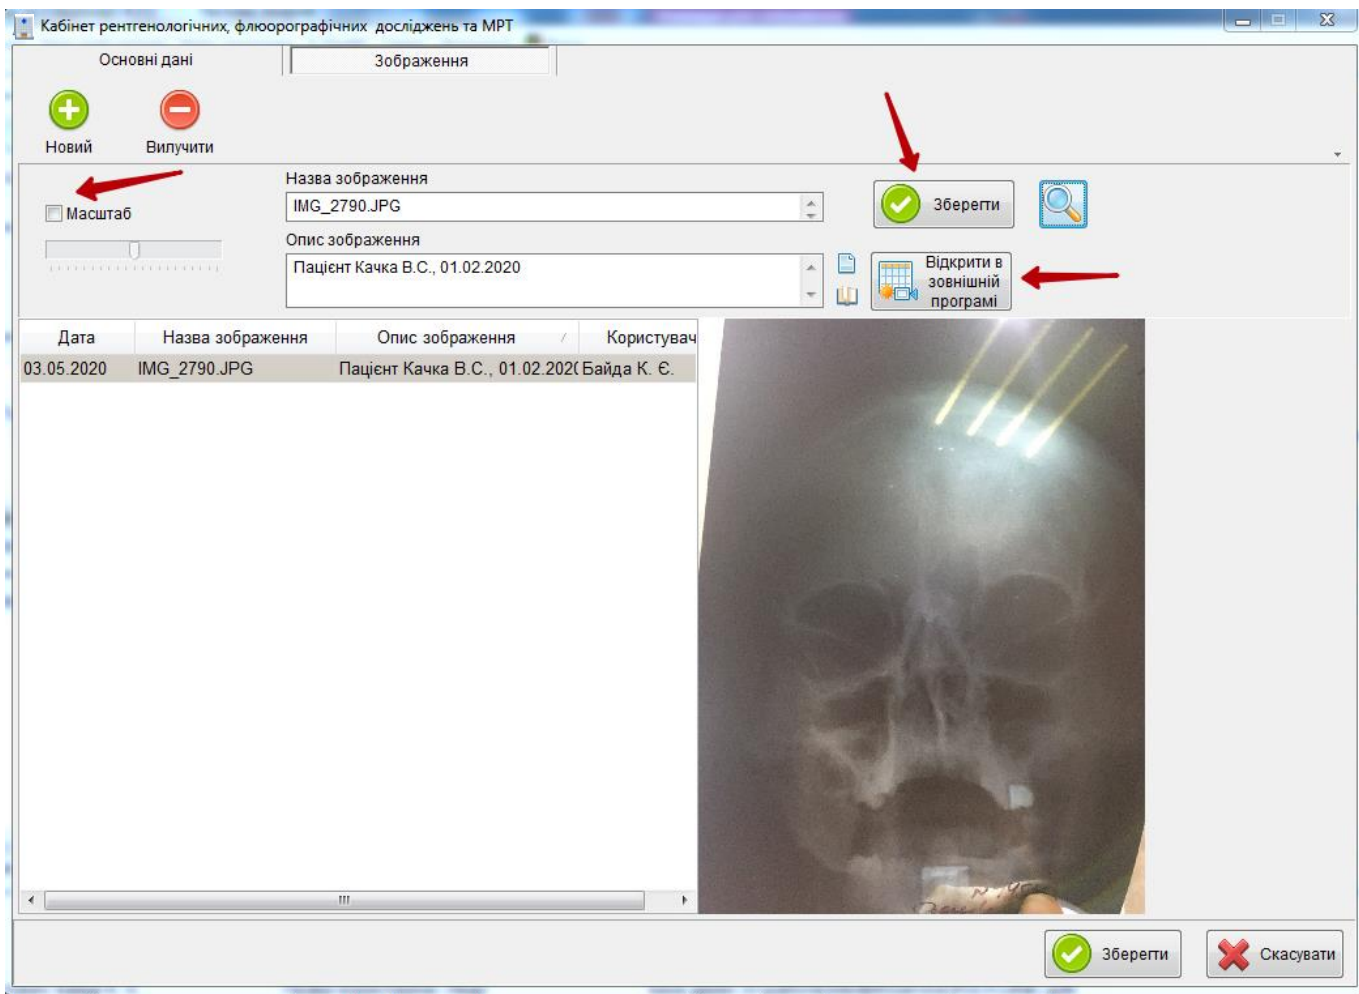 Кабінет рентгенологічних, флюорографічних досліджень та МРТ
Основні дані
Зображення
Новий
Вилучити
Масштаб
Назва зображення
IMG_2790.JPG
Зберегти
Опис зображення
Пацієнт Качка В.С., 01.02.2020
Відкрити в
зовнішній
програмі
Дата Назва зображення Опис зображення Користувач
03.05.2020 IMG_2790.JPG Пацієнт Качка В.С., 01.02.202( Байда К. Є.
Зберегти
Скасувати